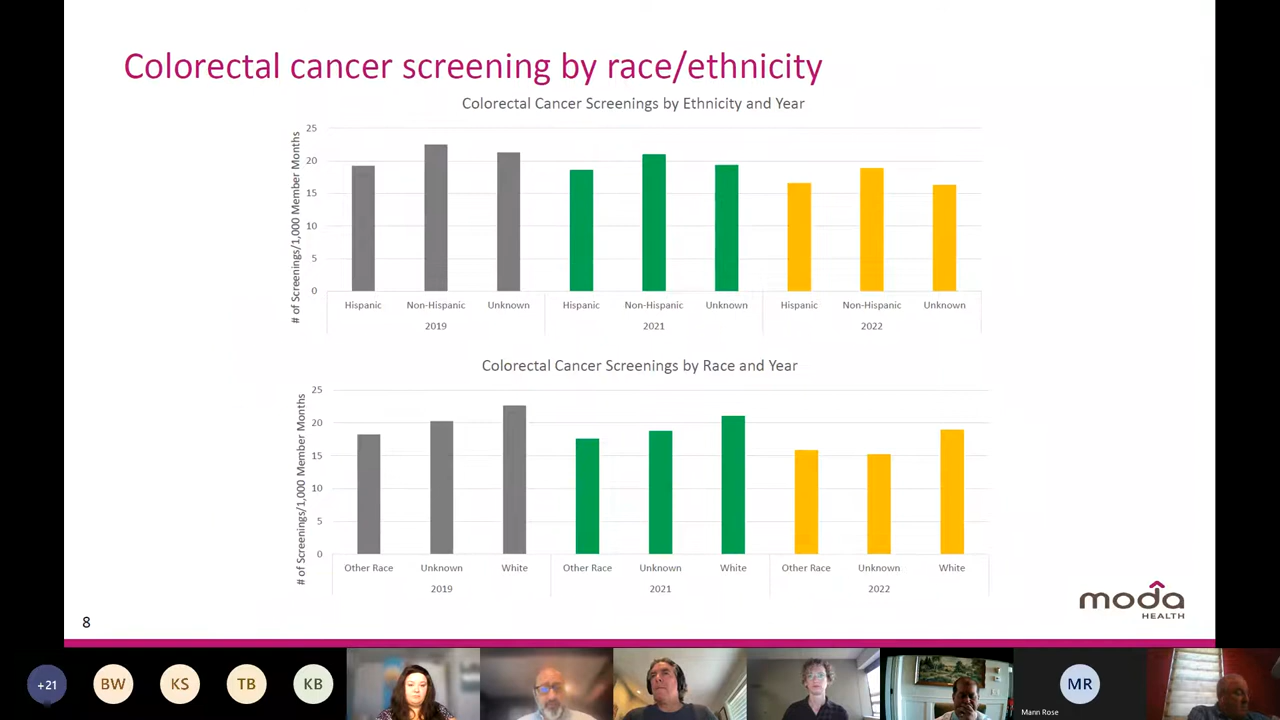 Colorectal cancer screening by race/ethnicity
Colorectal Cancer Screenings by Ethnicity and Year
# of Screenings/1,000 Member Months
25
20
15
10
5
0
Hispanic Non-Hispanic Unknown Hispanic Non-Hispanic Unknown Hispanic Non-Hispanic Unknown
2019 2021 2022
Colorectal Cancer Screenings by Race and Year
# of Screenings/1,000 Member Months
25
20
15
10
5
0
Other Race Unknown White Other Race Unknown White Other Race Unknown White
2019 2021 2022
moda
HEALTH
8
+21 BW KS TB KB MR
Mann Rose